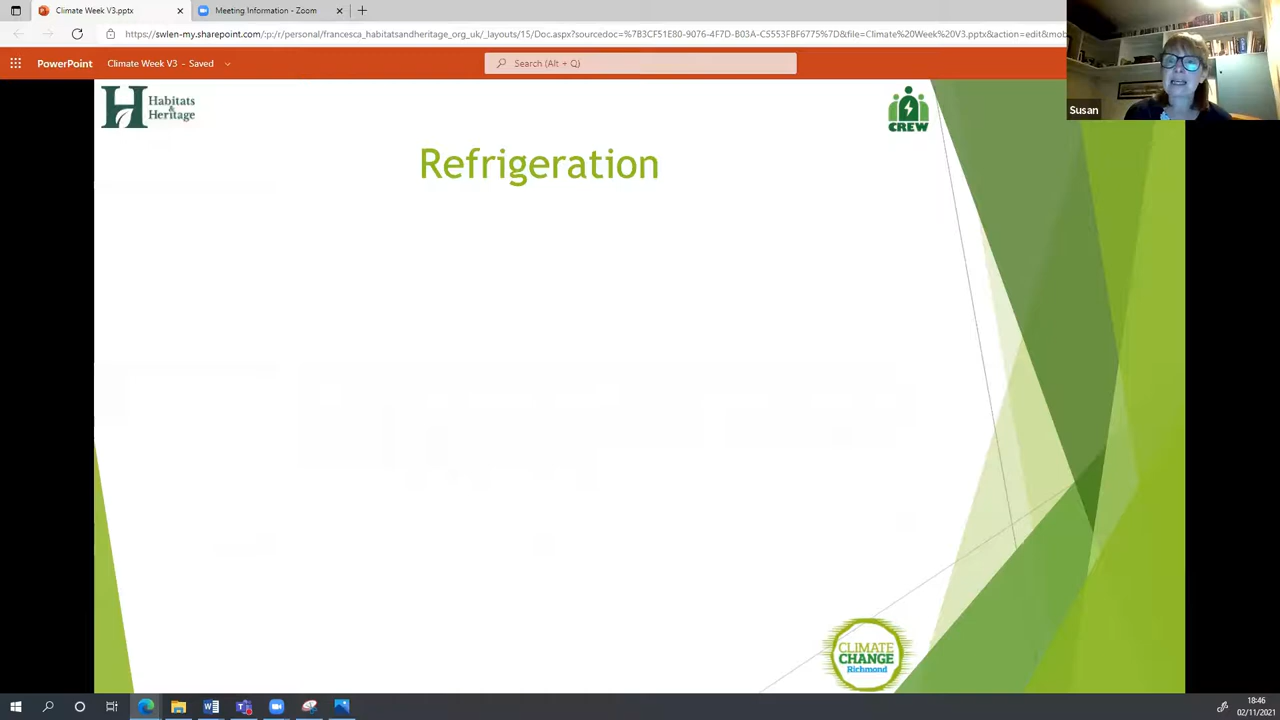 Climate Week V3.pptx
Meeting Information - Zoom
https://swlen-my.sharepoint.com/:p:/r/personal/francesca_habitatsandheritage_org_uk/_layouts/15/Doc.aspx?sourcedoc=%7B3CF51E80-9076-4F7D-B03A-C5553FBF6775%7D&file=Climate%20Week%20V3.pptx&action=edit&mob
PowerPoint
Climate Week V3 - Saved
Search (Alt + Q)
Susan
Habitats
&
Heritage
CREW
Refrigeration
CLIMATE
CHANGE
Richmond
18:46
02/11/2021